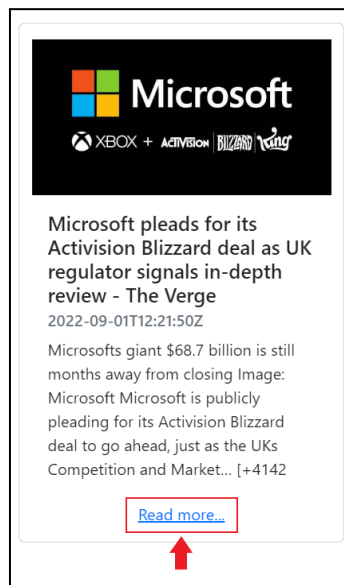 Microsoft
XBOX + ACTIVISION | BLIZZARD | King
Microsoft pleads for its
Activision Blizzard deal as UK
regulator signals in-depth
review - The Verge
2022-09-01T12:21:50Z
Microsofts giant $68.7 billion is still
months away from closing Image:
Microsoft Microsoft is publicly
pleading for its Activision Blizzard
deal to go ahead, just as the UKs
Competition and Market… [+4142
Read more...